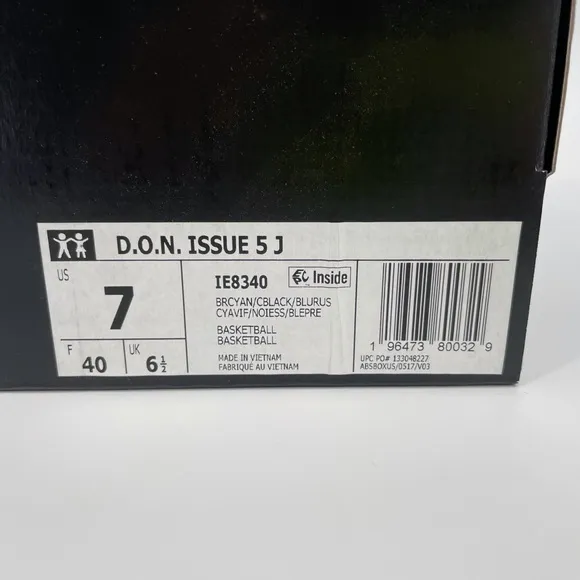 D.O.N. ISSUE 5 J
US
7
F
40
UK
6½
IE8340
Inside
BRCYAN/CBLACK/BLURUS
CYAVIF/NOIESS/BLEPRE
BASKETBALL
BASKETBALL
MADE IN VIETNAM
FABRIQUÉ AU VIETNAM
1 96473 80032 9
UPC PO# 133048227
ABSBOXUS/0517/V03